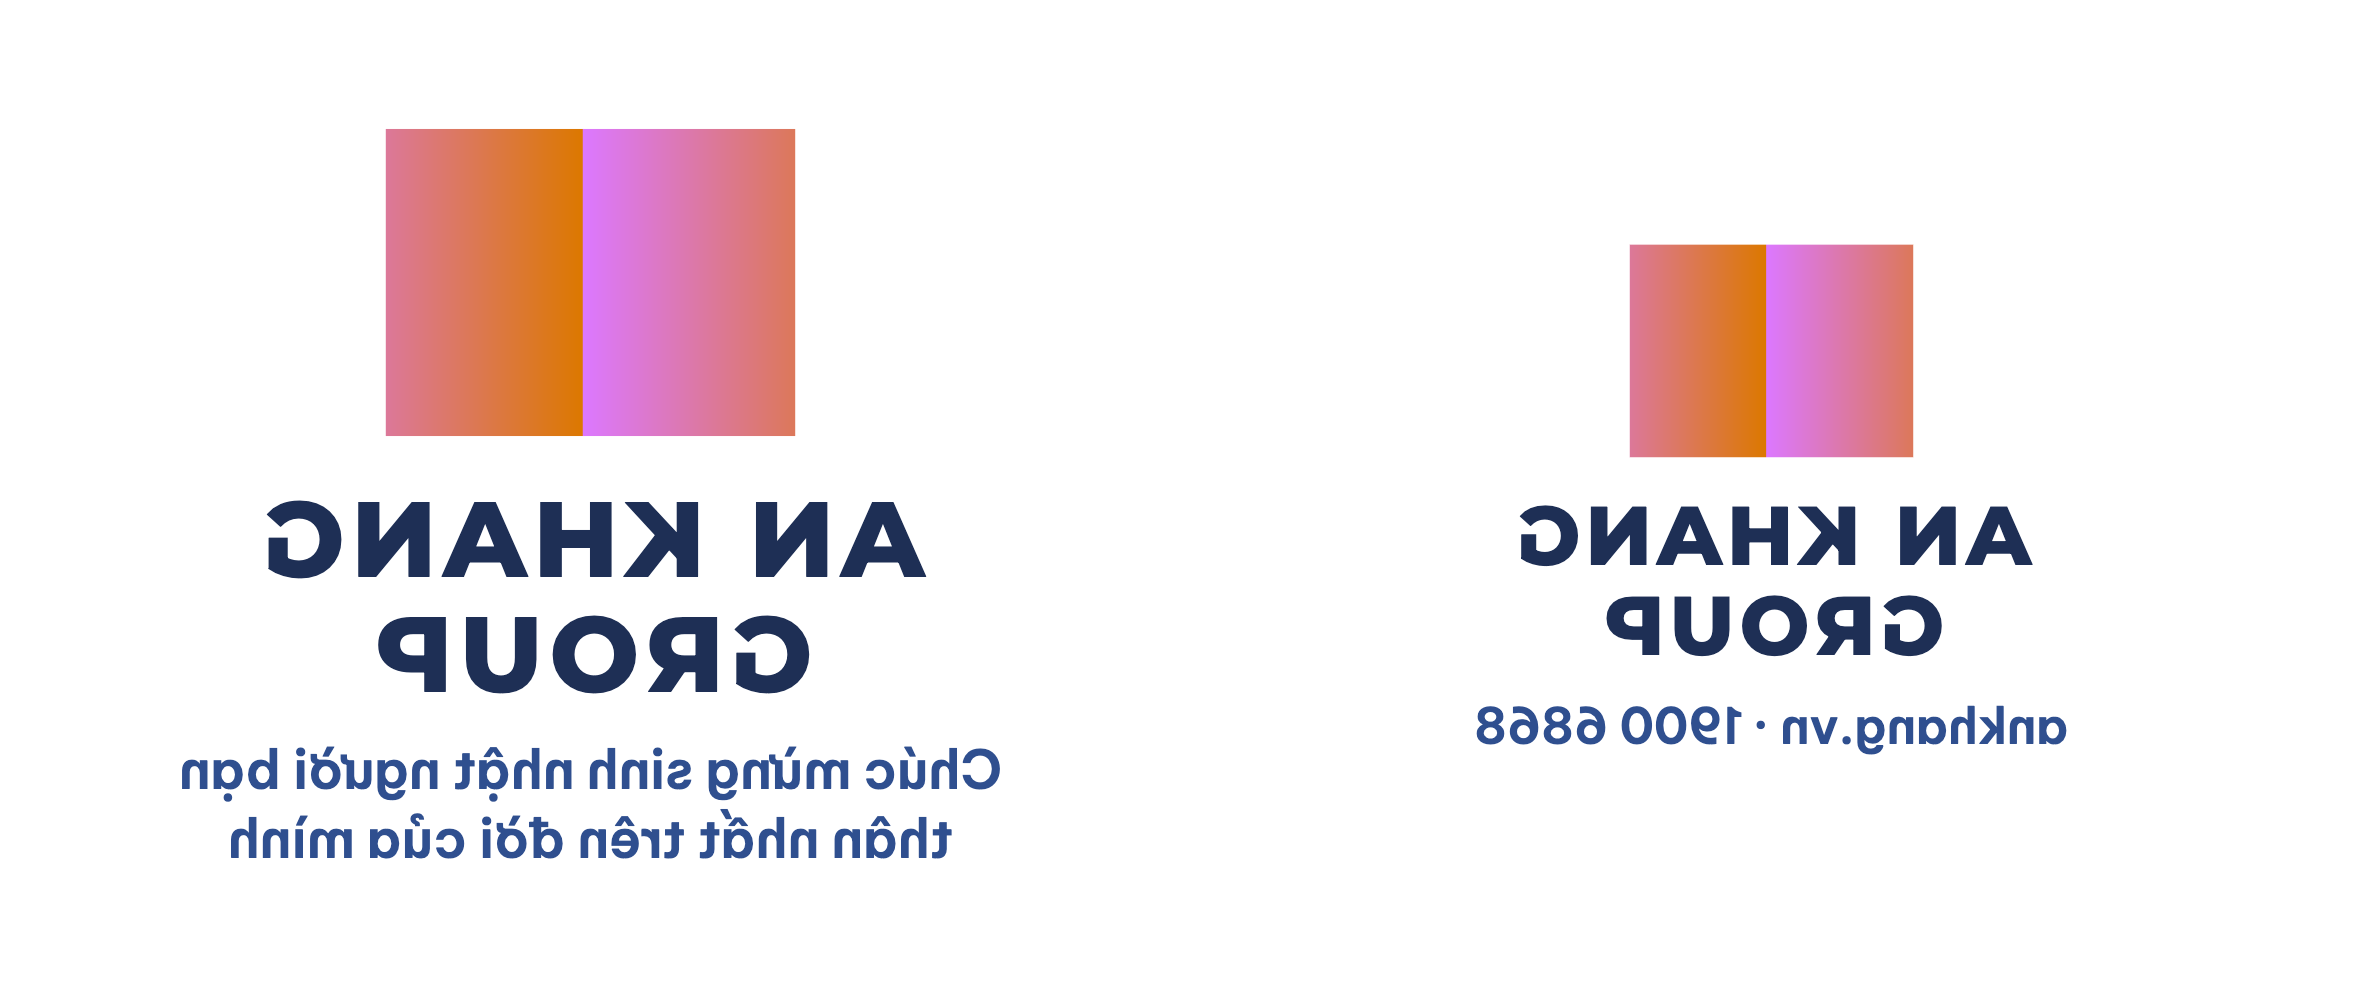 AN KHANG
GROUP
ankhang.vn · 1900 6868
AN KHANG
GROUP
Chúc mừng sinh nhật người bạn
thân nhất trên đời của mình